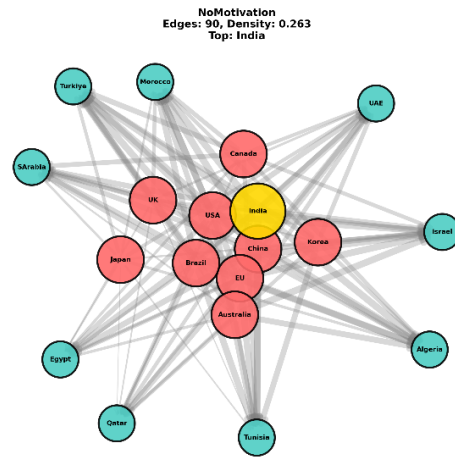 NoMotivation
Edges: 90, Density: 0.263
Top: India
Morocco
Turkiye
UAE
Canada
SArabia
UK
India
USA
Israel
Korea
China
Japan
Brazil
EU
Australia
Algeria
Egypt
Qatar
Tunisia